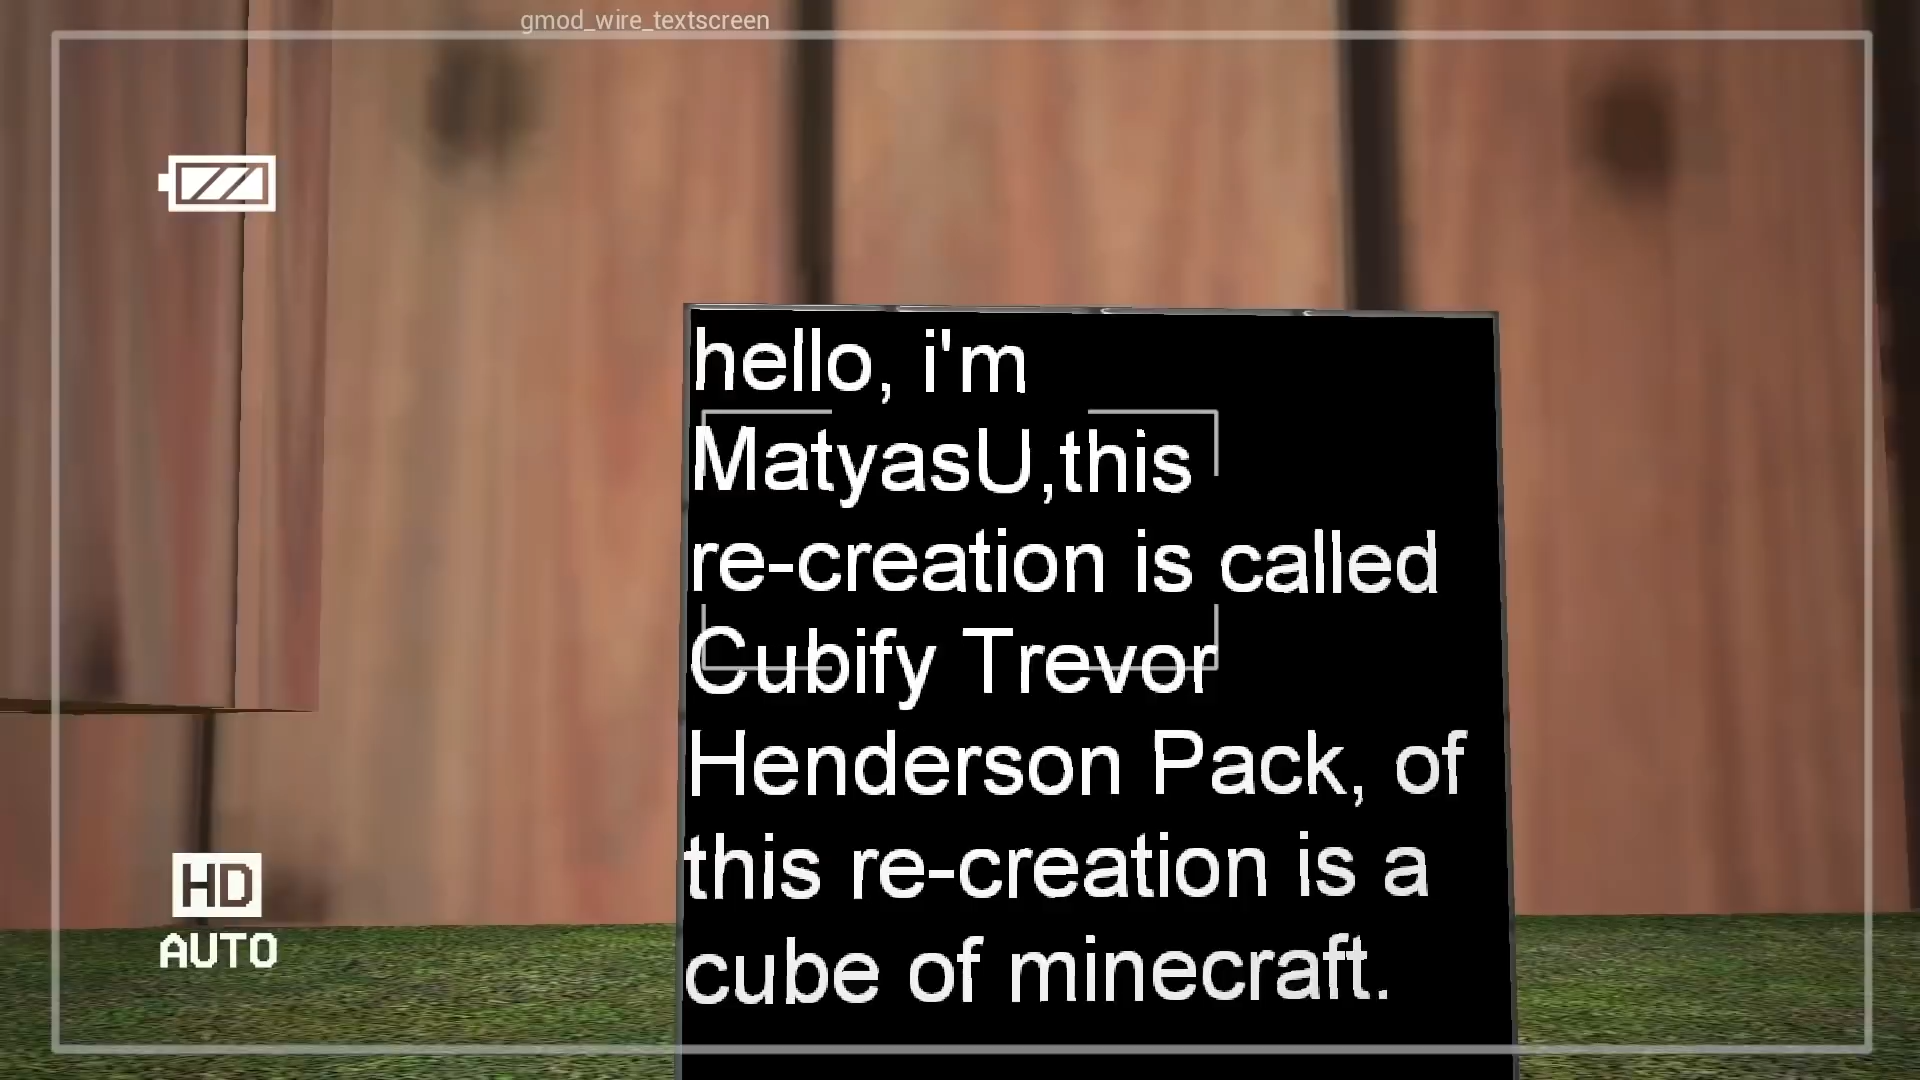 gmod_wire_textscreen
hello, i'm
MatyasU,this
re-creation is called
Cubify Trevor
Henderson Pack, of
this re-creation is a
cube of minecraft.
HD
AUTO